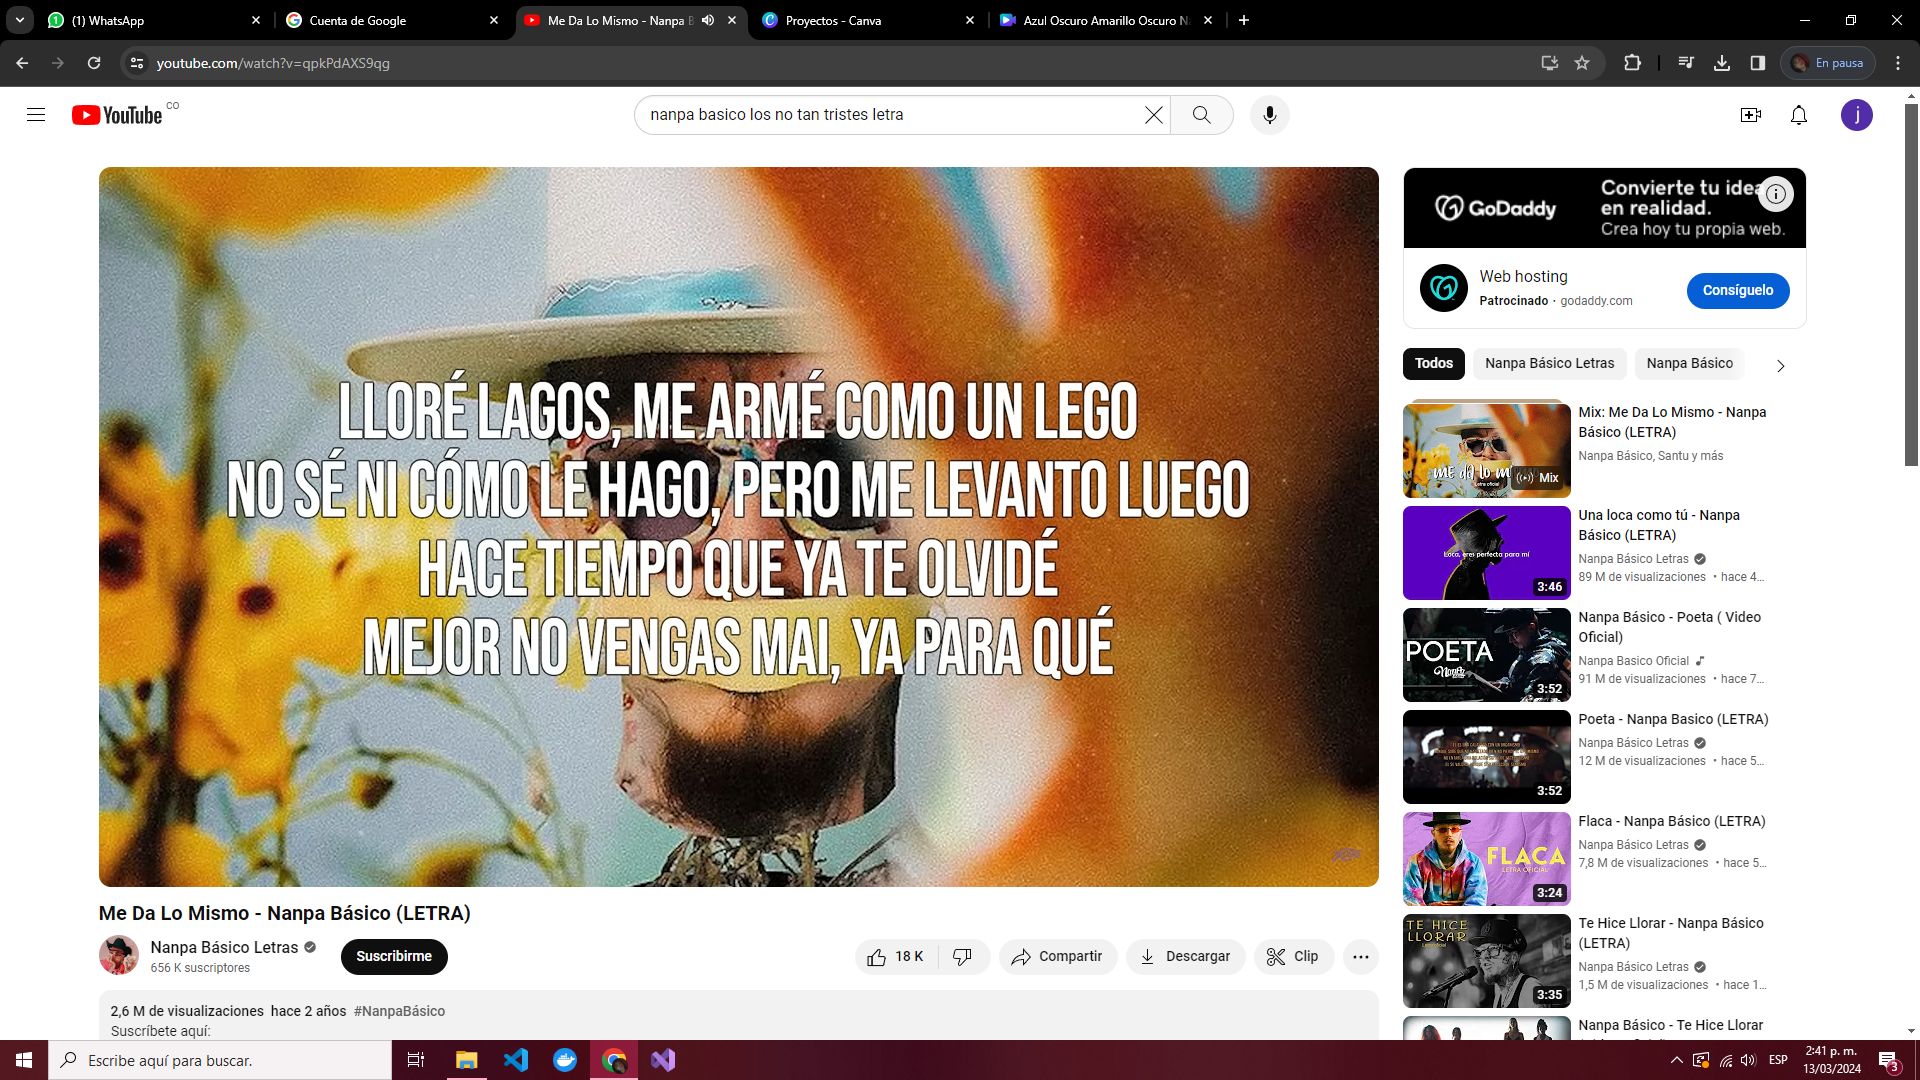 (1) WhatsApp
Cuenta de Google
Me Da Lo Mismo - Nanpa B
Proyectos - Canva
Azul Oscuro Amarillo Oscuro N
youtube.com/watch?v=qpkPdAXS9qg
En pausa
YouTube CO
nanpa basico los no tan tristes letra
j
LLORÉ LAGOS, ME ARMÉ COMO UN LEGO
NO SÉ NI CÓMO LE HAGO, PERO ME LEVANTO LUEGO
HACE TIEMPO QUE YA TE OLVIDÉ
MEJOR NO VENGAS MAI, YA PARA QUÉ
Me Da Lo Mismo - Nanpa Básico (LETRA)
Nanpa Básico Letras
656 K suscriptores
Suscribirme
18 K
Compartir
Descargar
Clip
2,6 M de visualizaciones hace 2 años #NanpaBásico
Suscríbete aquí:
GoDaddy
Convierte tu idea
en realidad.
Crea hoy tu propia web.
Web hosting
Patrocinado · godaddy.com
Consíguelo
Todos
Nanpa Básico Letras
Nanpa Básico
me da lo m
Mix
Mix: Me Da Lo Mismo - Nanpa
Básico (LETRA)
Nanpa Básico, Santu y más
Loca, eres perfecta para mí
3:46
Una loca como tú - Nanpa
Básico (LETRA)
Nanpa Básico Letras
89 M de visualizaciones · hace 4...
POETA
3:52
Nanpa Básico - Poeta ( Video
Oficial)
Nanpa Basico Oficial
91 M de visualizaciones · hace 7...
3:52
Poeta - Nanpa Basico (LETRA)
Nanpa Básico Letras
12 M de visualizaciones · hace 5...
FLACA
LETRA OFICIAL
3:24
Flaca - Nanpa Básico (LETRA)
Nanpa Básico Letras
7,8 M de visualizaciones · hace 5...
TE HICE
LLORAR
3:35
Te Hice Llorar - Nanpa Básico
(LETRA)
Nanpa Básico Letras
1,5 M de visualizaciones · hace 1...
Nanpa Básico - Te Hice Llorar
Escribe aquí para buscar.
ESP
2:41 p. m.
13/03/2024
3